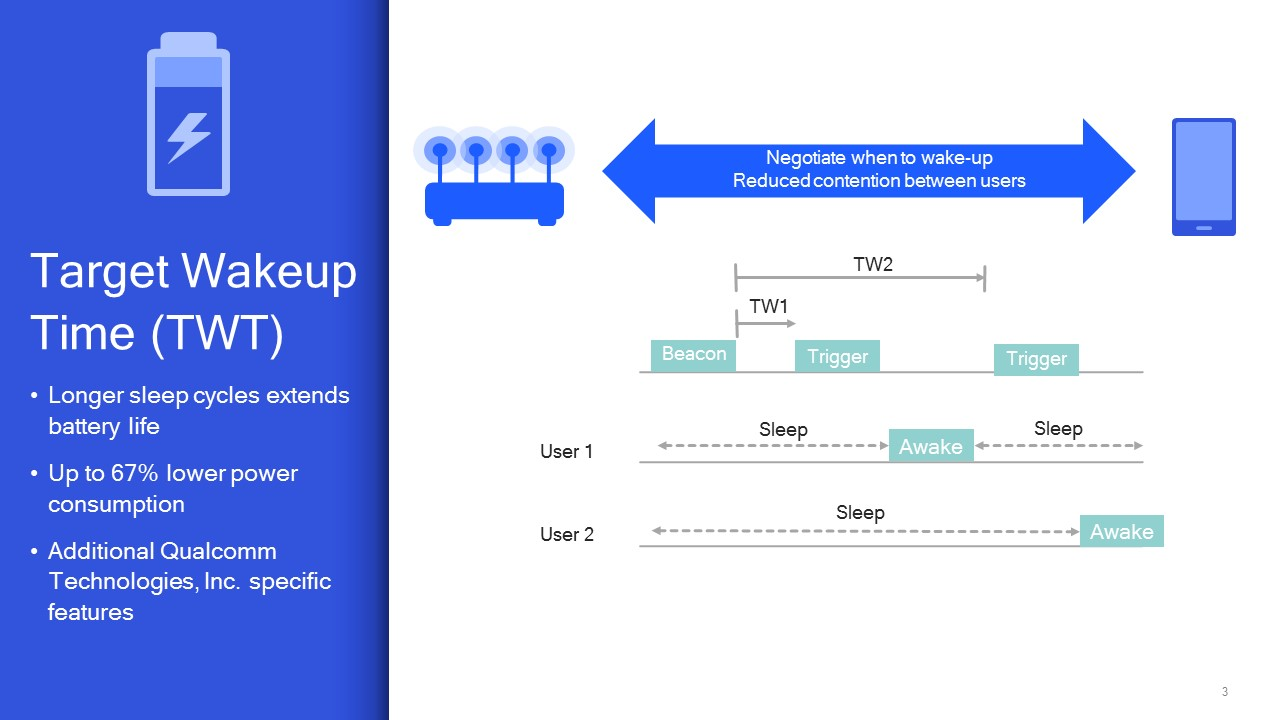 Target Wakeup
Time (TWT)
• Longer sleep cycles extends
battery life
• Up to 67% lower power
consumption
• Additional Qualcomm
Technologies, Inc. specific
features
Negotiate when to wake-up
Reduced contention between users
TW2
TW1
Beacon
Trigger
Trigger
User 1
Sleep
Awake
Sleep
User 2
Sleep
Awake
3